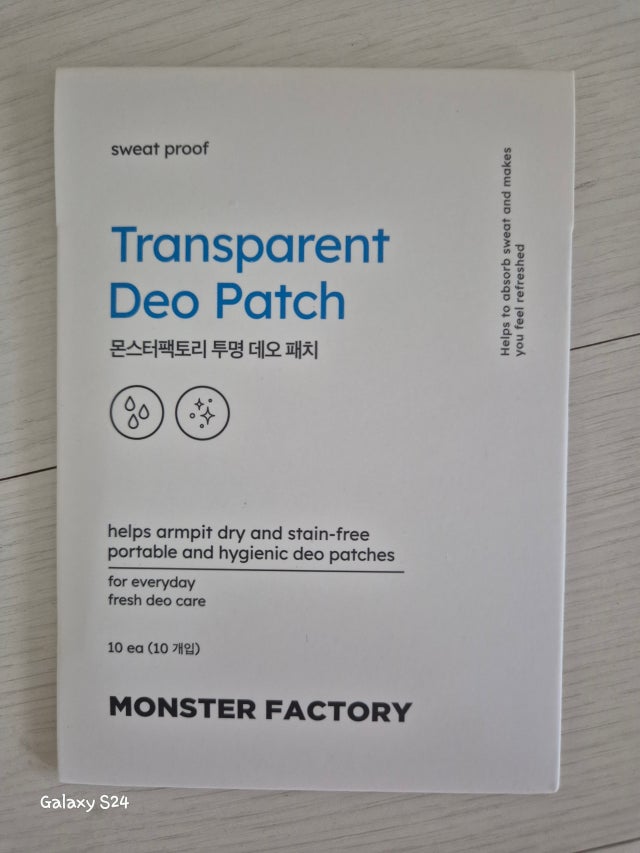 sweat proof
Helps to absorb sweat and makes
you feel refreshed
Transparent
Deo Patch
몬스터팩토리 투명 데오 패치
helps armpit dry and stain-free
portable and hygienic deo patches
for everyday
fresh deo care
10 ea (10 개입)
MONSTER FACTORY
Galaxy S24